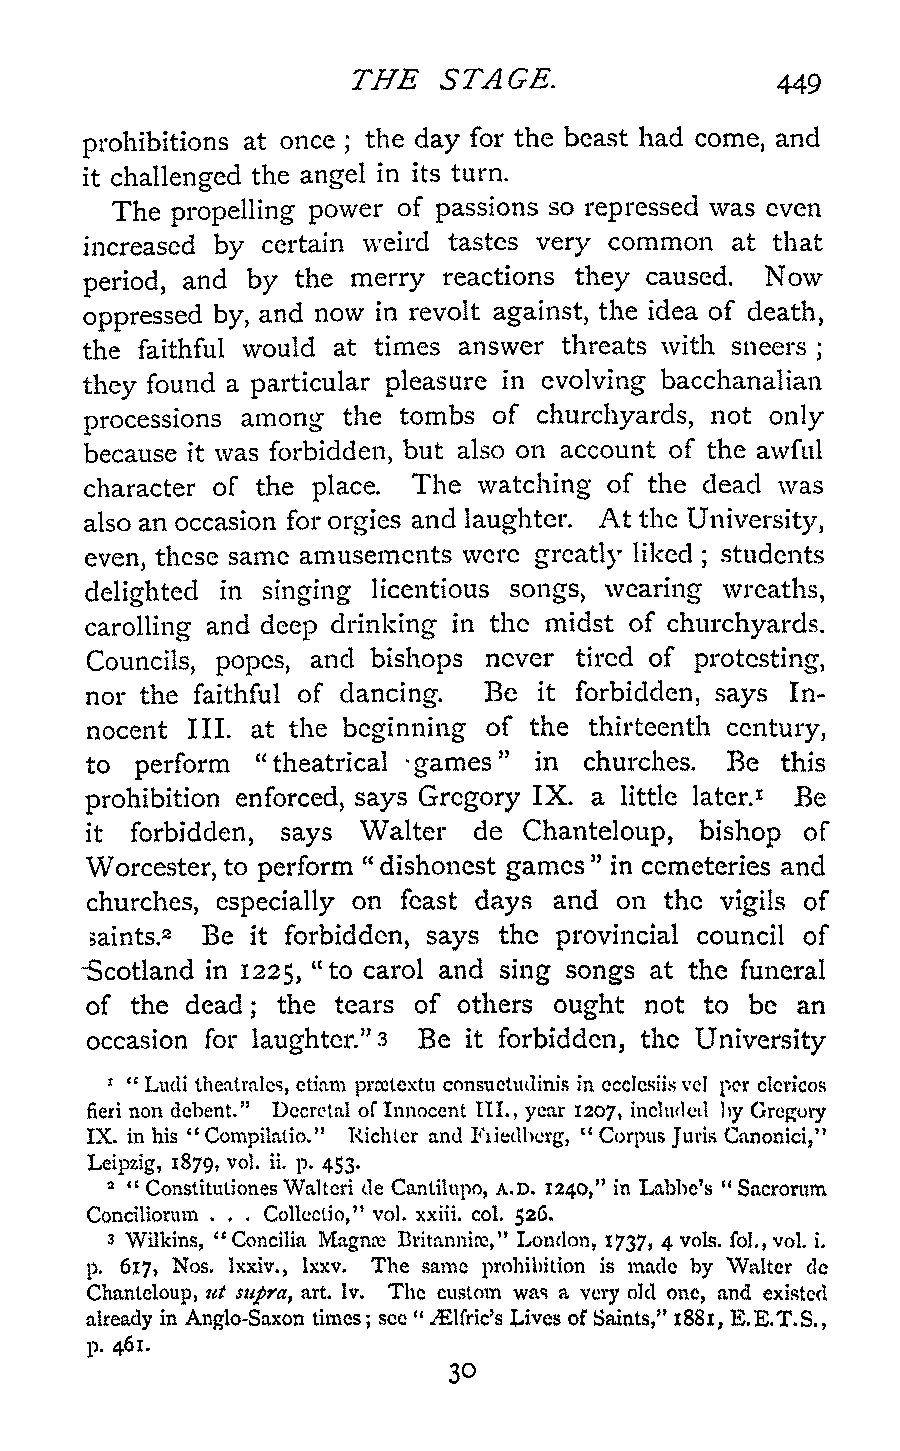 THE STAGE. 449
prohibitions at once ; the day for the beast had come, and
it challenged the angel in its turn.
The propelling power of passions so repressed was even
increased by certain weird tastes very common at that
period, and by the merry reactions they caused. Now
oppressed by, and now in revolt against, the idea of death,
the faithful would at times answer threats with sneers ;
they found a particular pleasure in evolving bacchanalian
processions among the tombs of churchyards, not only
because it was forbidden, but also on account of the awful
character of the place. The watching of the dead was
also an occasion for orgies and laughter. At the University,
even, these same amusements were greatly liked ; students
delighted in singing licentious songs, wearing wreaths,
carolling and deep drinking in the midst of churchyards.
Councils, popes, and bishops never tired of protesting,
nor the faithful of dancing. Be it forbidden, says In-
nocent III. at the beginning of the thirteenth century,
to perform "theatrical games" in churches. Be this
prohibition enforced, says Gregory IX. a little later.¹ Be
it forbidden, says Walter de Chanteloup, bishop of
Worcester, to perform "dishonest games" in cemeteries and
churches, especially on feast days and on the vigils of
saints.² Be it forbidden, says the provincial council of
Scotland in 1225, "to carol and sing songs at the funeral
of the dead ; the tears of others ought not to be an
occasion for laughter." ³ Be it forbidden, the University
¹ "Ludi theatrales, etiam prætextu consuetudinis in ecclesiis vel per clericos
fieri non debent." Decretal of Innocent III., year 1207, included by Gregory
IX. in his "Compilatio." Richter and Friedberg, "Corpus Juris Canonici,"
Leipzig, 1879, vol. ii. p. 453.
² "Constitutiones Walteri de Cantilupo, A.D. 1240," in Labbe's "Sacrorum
Conciliorum . . . Collectio," vol. xxiii. col. 526.
³ Wilkins, "Concilia Magnæ Britanniæ," London, 1737, 4 vols. fol., vol. i.
p. 617, Nos. lxxiv., lxxv. The same prohibition is made by Walter de
Chanteloup, ut supra, art. lv. The custom was a very old one, and existed
already in Anglo-Saxon times; see "Ælfric's Lives of Saints," 1881, E.E.T.S.,
p. 461.
30